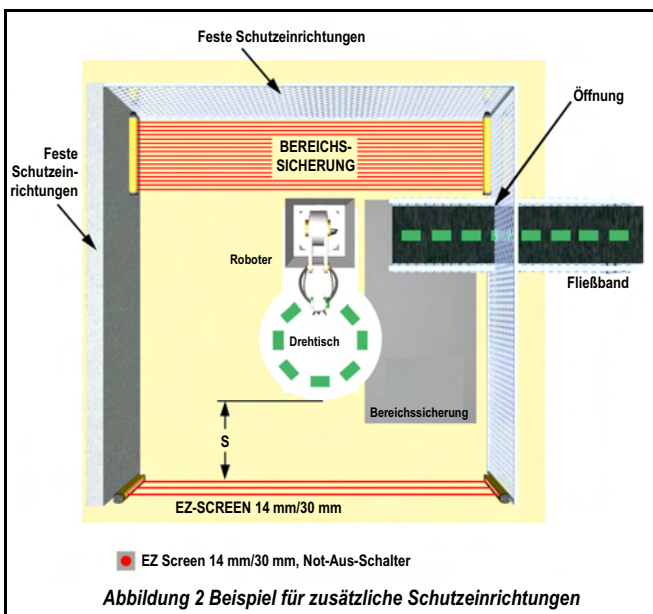 Feste Schutzeinrichtungen
Öffnung
BEREICHS-
SICHERUNG
Feste
Schutzein-
richtungen
Roboter
Fließband
Drehtisch
Bereichssicherung
S
EZ-SCREEN 14 mm/30 mm
EZ Screen 14 mm/30 mm, Not-Aus-Schalter
Abbildung 2 Beispiel für zusätzliche Schutzeinrichtungen